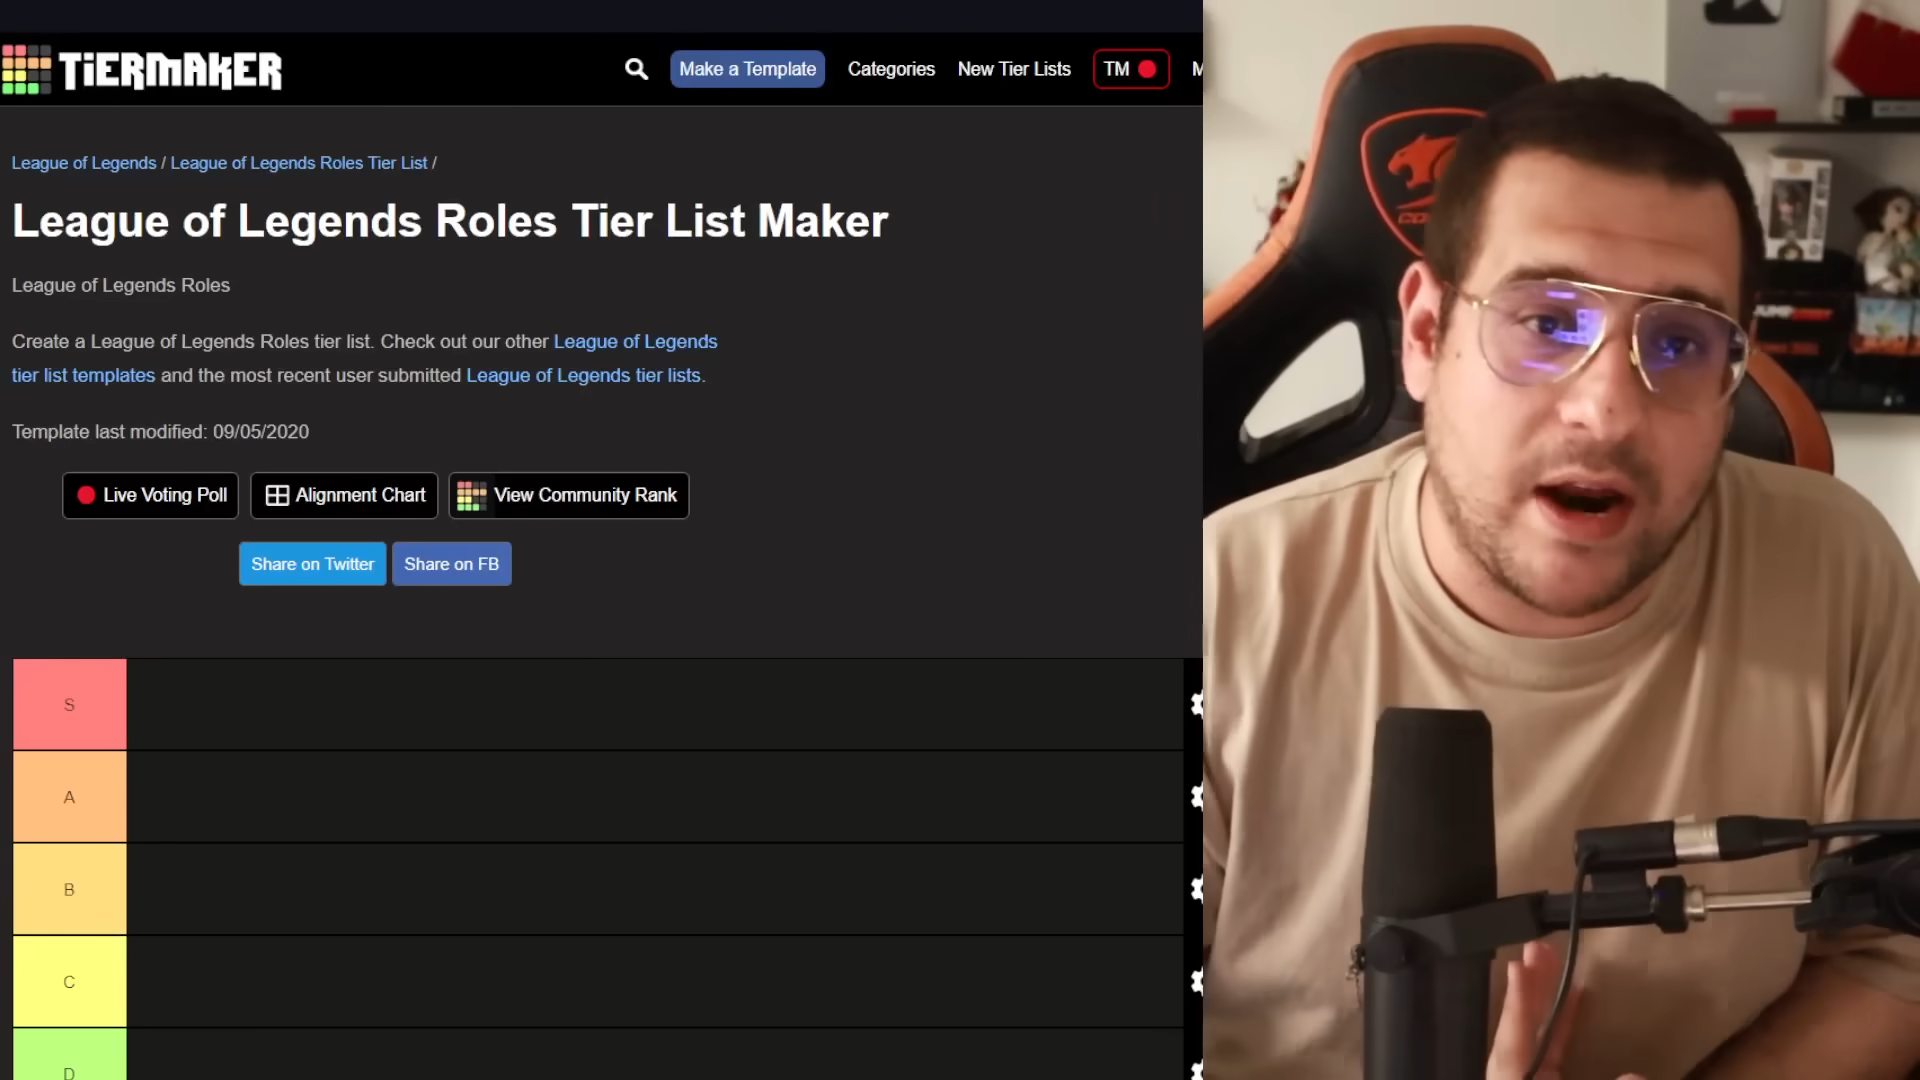 TiERMAKER
Make a Template
Categories
New Tier Lists
TM
League of Legends / League of Legends Roles Tier List /
League of Legends Roles Tier List Maker
League of Legends Roles
Create a League of Legends Roles tier list. Check out our other League of Legends
tier list templates and the most recent user submitted League of Legends tier lists.
Template last modified: 09/05/2020
Live Voting Poll
Alignment Chart
View Community Rank
Share on Twitter
Share on FB
S
A
B
C
D